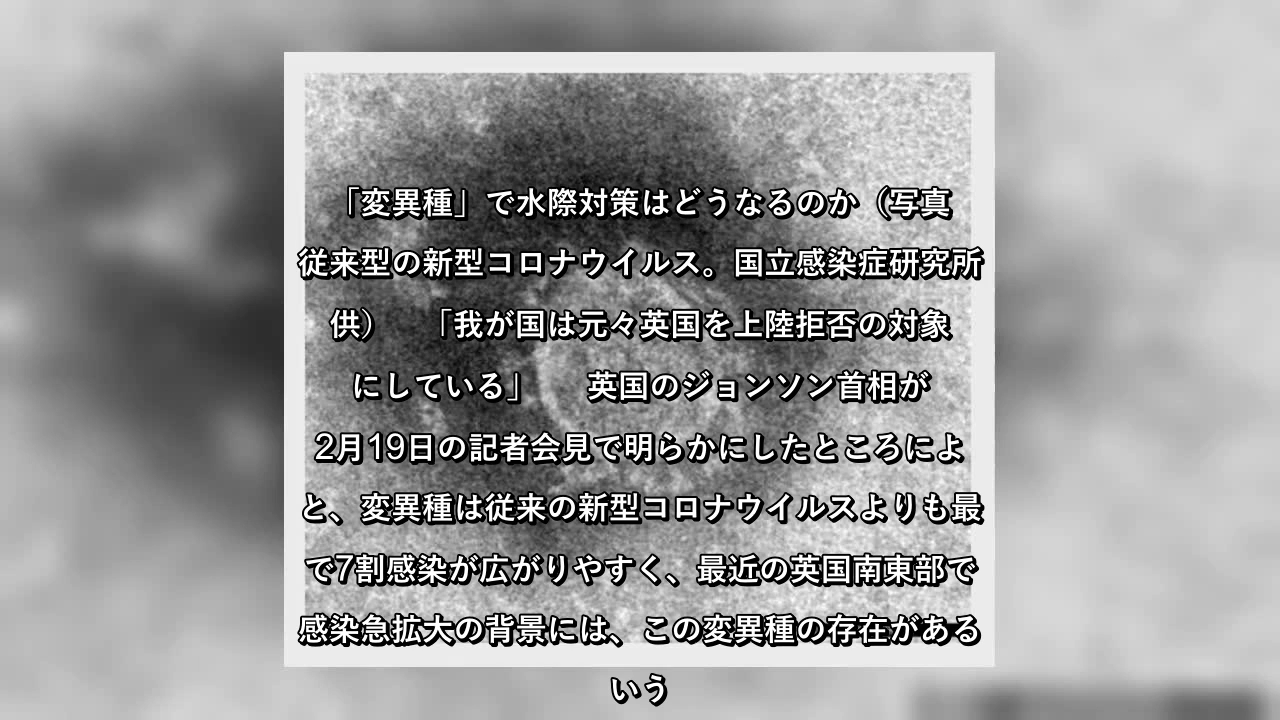 「変異種」で水際対策はどうなるのか（写真
従来型の新型コロナウイルス。国立感染症研究所
供）　「我が国は元々英国を上陸拒否の対象
にしている」　英国のジョンソン首相が
2月19日の記者会見で明らかにしたところによ
と、変異種は従来の新型コロナウイルスよりも最
で7割感染が広がりやすく、最近の英国南東部で
感染急拡大の背景には、この変異種の存在がある
いう